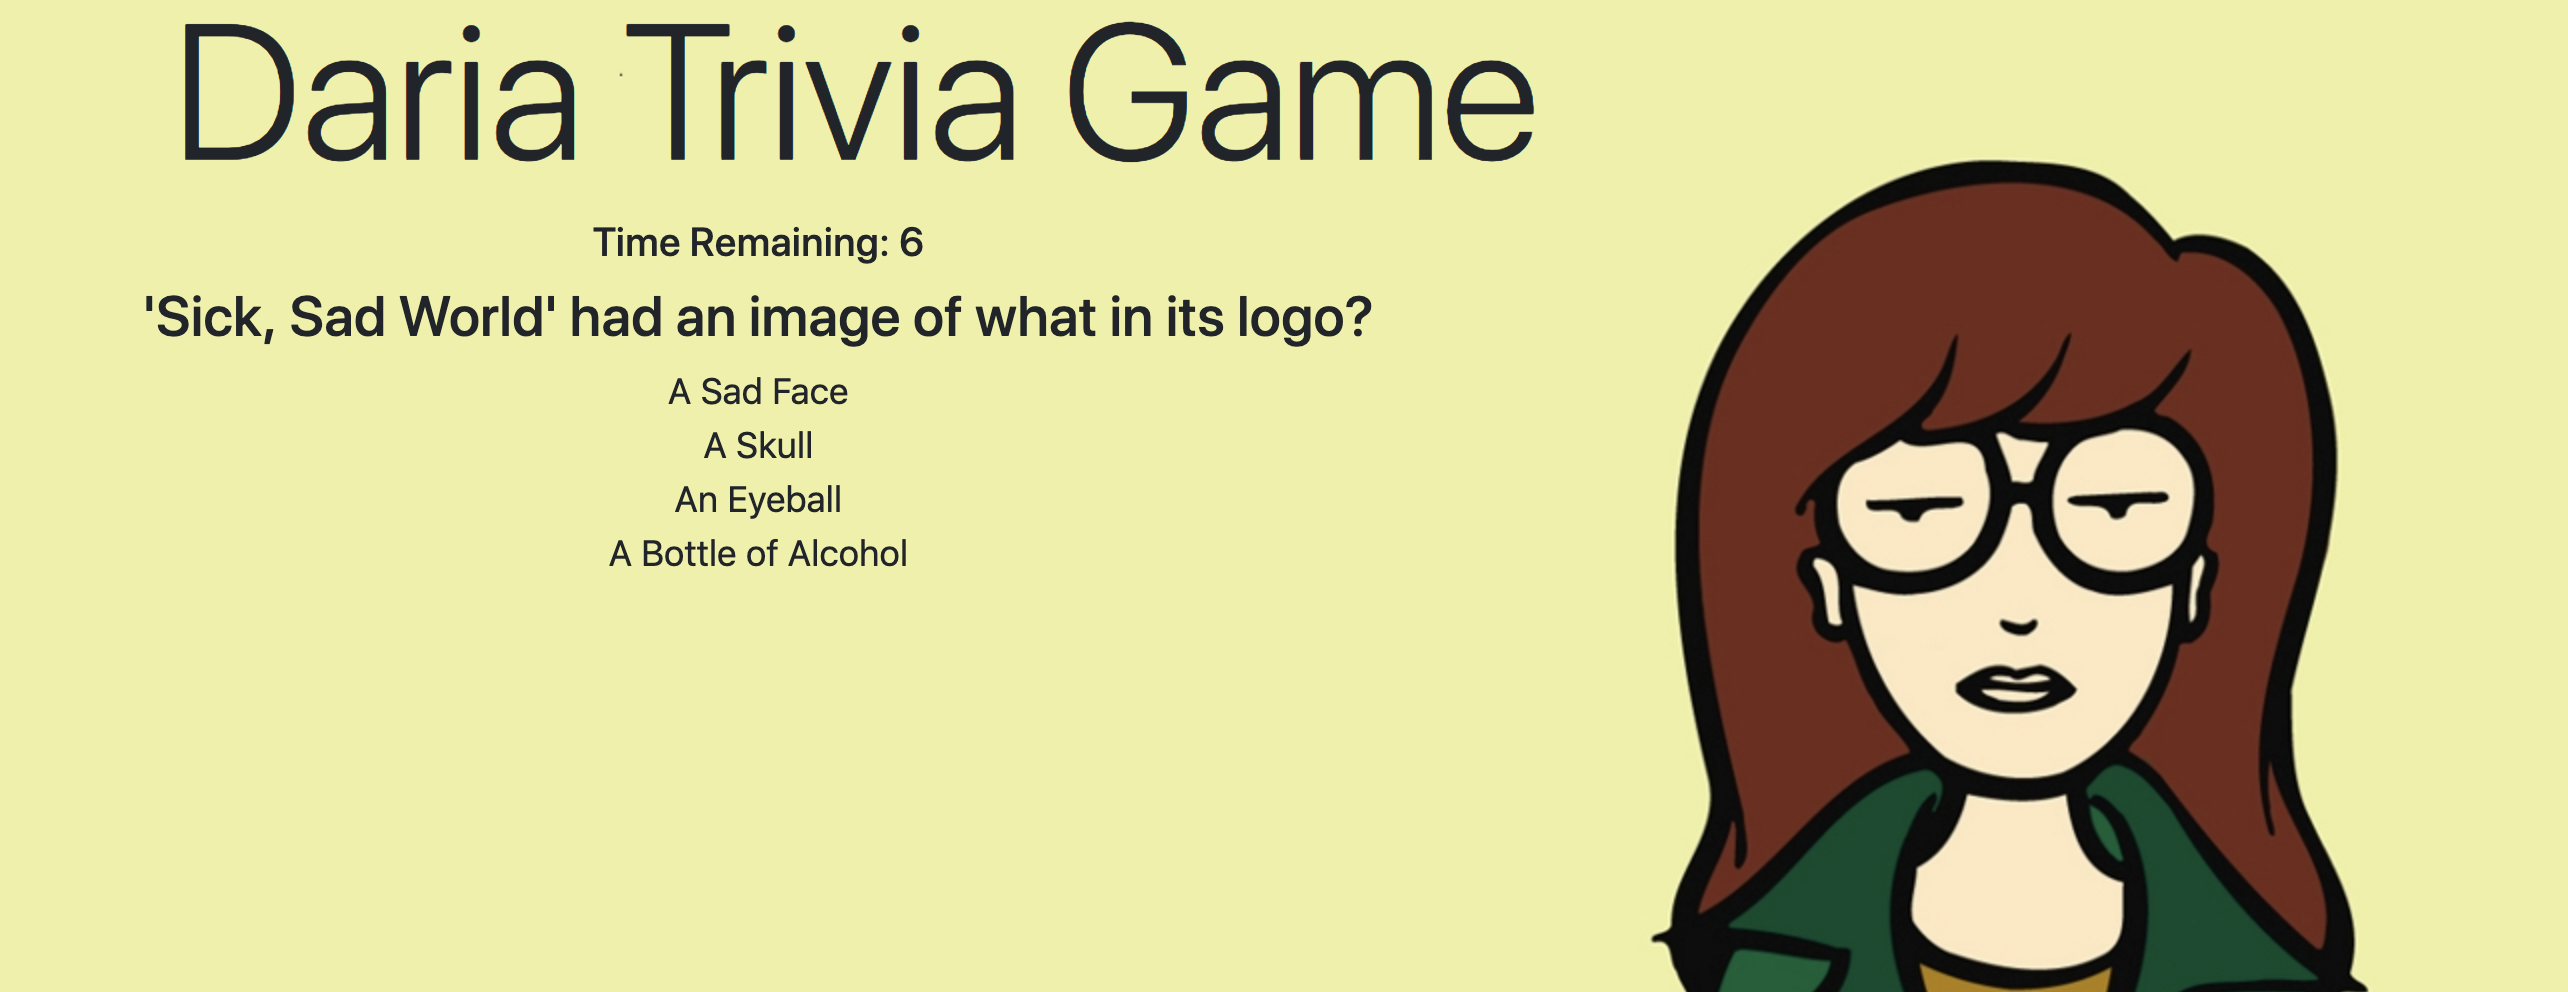 Daria Trivia Game
Time Remaining: 6
'Sick, Sad World' had an image of what in its logo?
A Sad Face
A Skull
An Eyeball
A Bottle of Alcohol